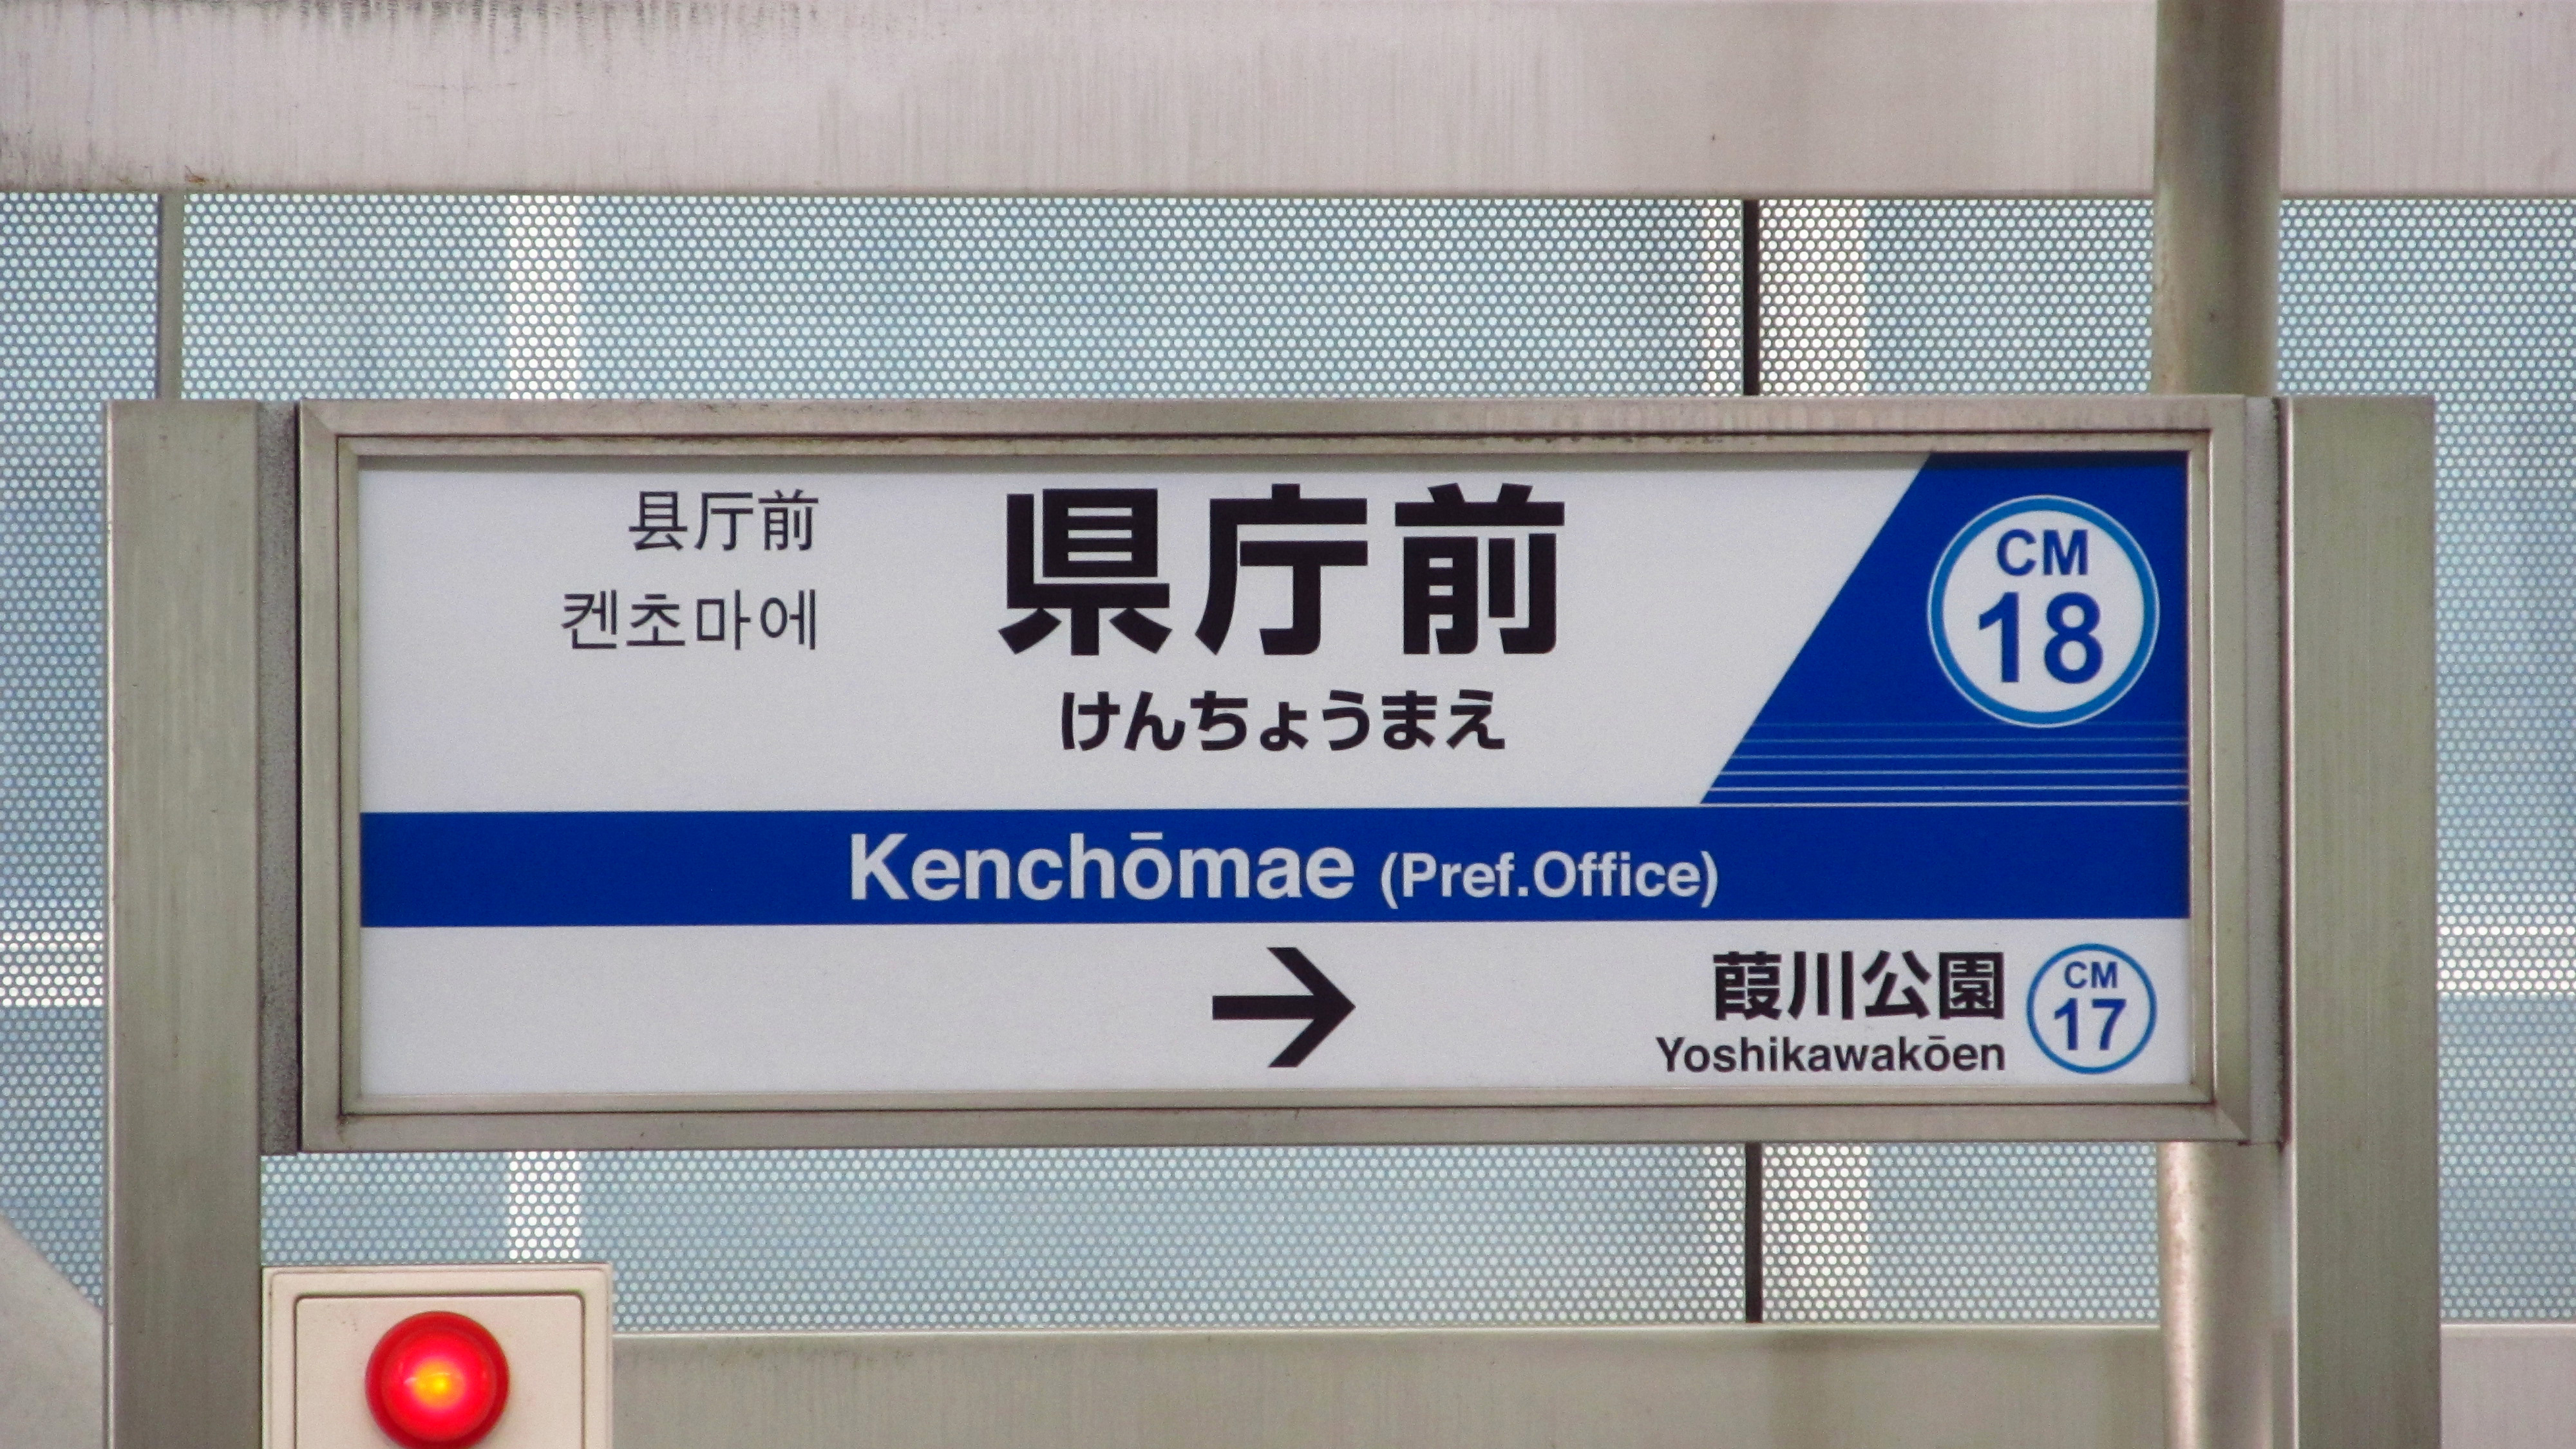 县厅前
켄초마에
県庁前
けんちょうまえ
CM
18
Kenchōmae (Pref.Office)
→
葭川公園
Yoshikawakōen
CM
17